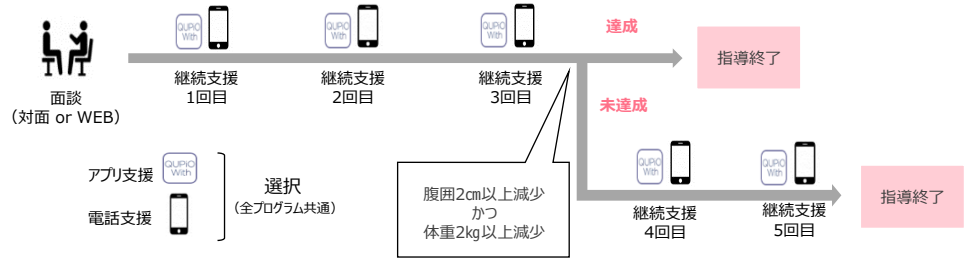 面談
（対面 or WEB）
QUPiO
With
継続支援
1回目
QUPiO
With
継続支援
2回目
QUPiO
With
継続支援
3回目
達成
指導終了
未達成
腹囲2㎝以上減少
かつ
体重2㎏以上減少
QUPiO
With
継続支援
4回目
QUPiO
With
継続支援
5回目
指導終了
アプリ支援
QUPiO
With
電話支援
選択
（全プログラム共通）